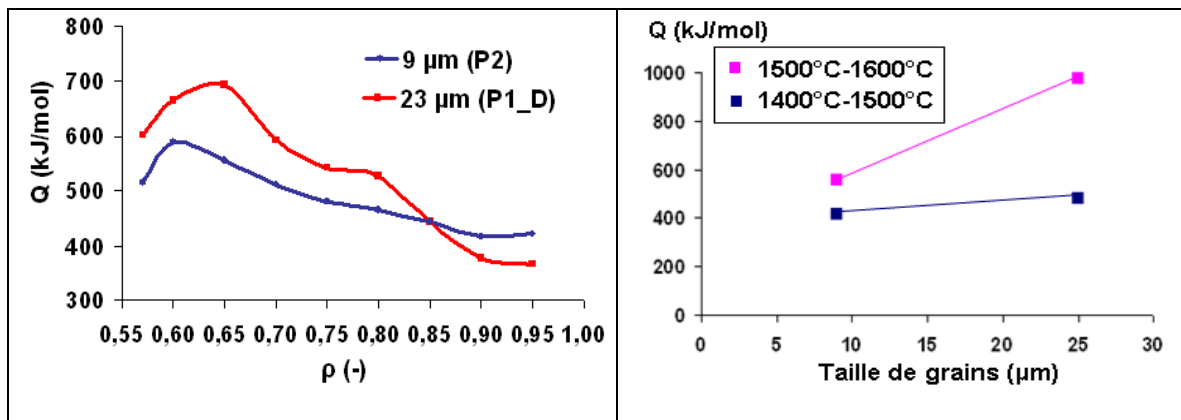 800
700
600
500
400
300
Q (kJ/mol)
9 µm (P2)
23 µm (P1_D)
0,55 0,60 0,65 0,70 0,75 0,80 0,85 0,90 0,95 1,00
ρ (-)
Q (kJ/mol)
1500°C-1600°C
1400°C-1500°C
1000
800
600
400
200
0
0 5 10 15 20 25 30
Taille de grains (µm)